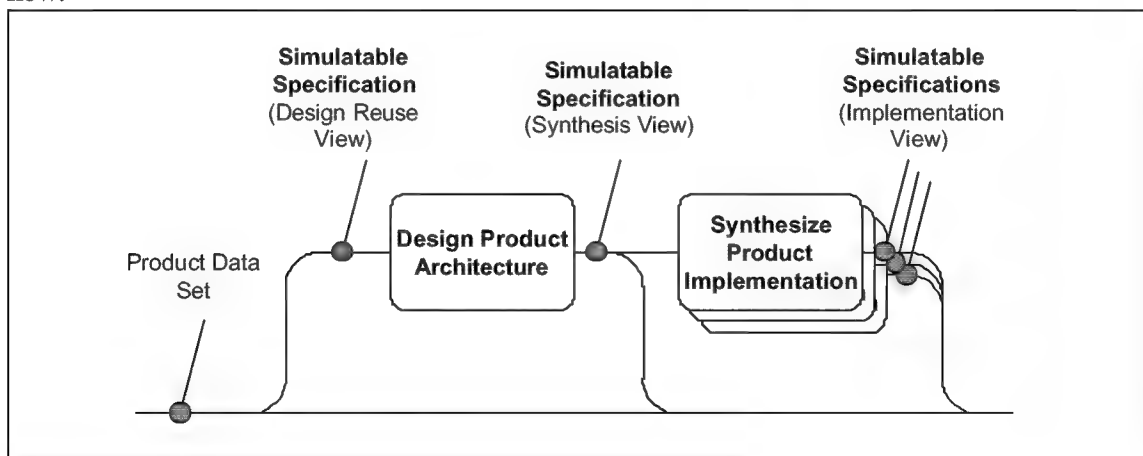 Simulatable
Specification
(Design Reuse
View)
Simulatable
Specification
(Synthesis View)
Simulatable
Specifications
(Implementation
View)
Product Data
Set
Design Product
Architecture
Synthesize
Product
Implementation